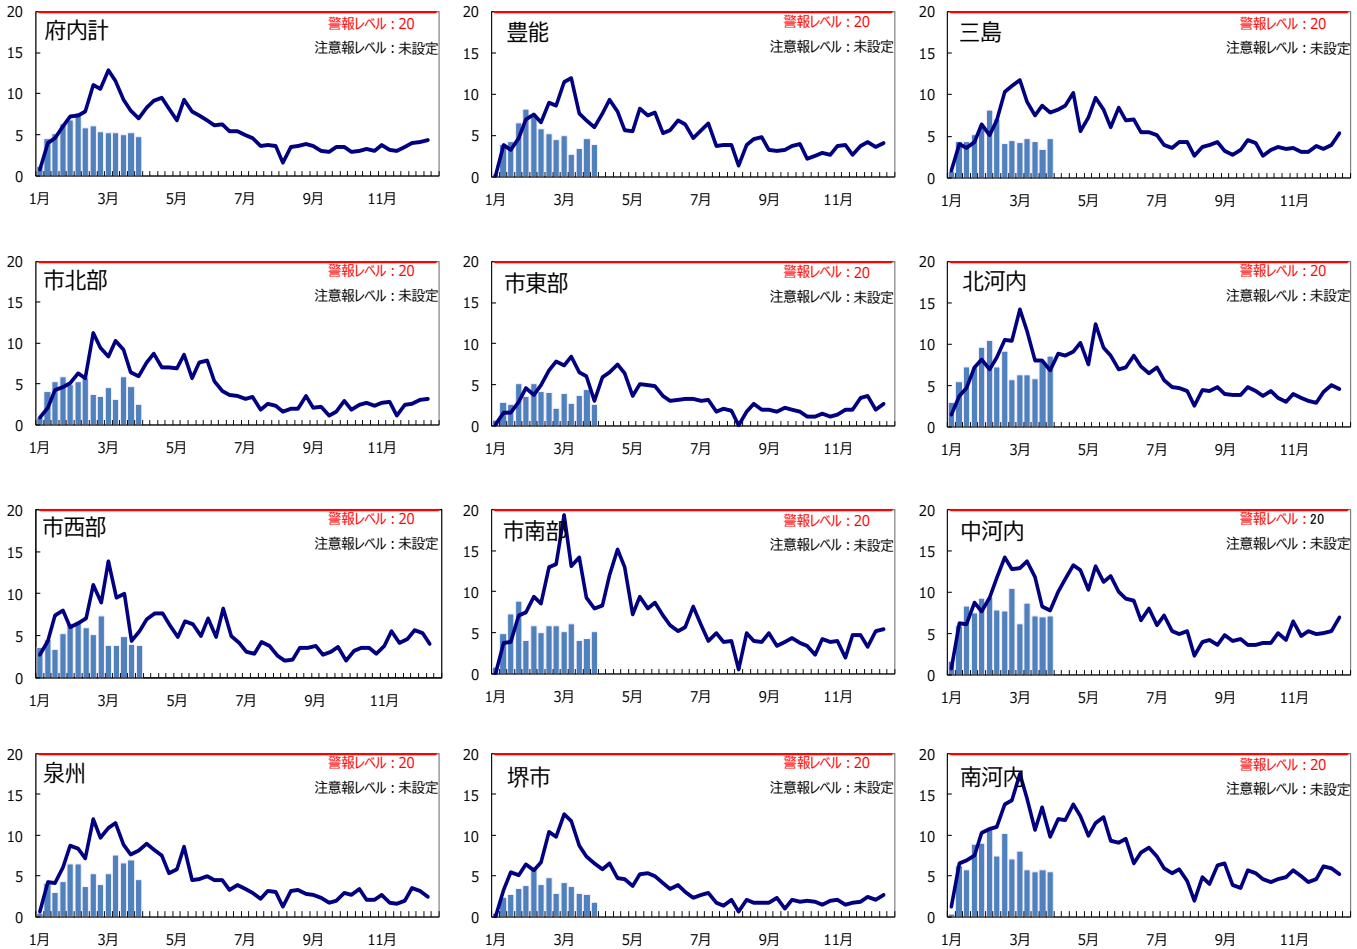 府内計
警報レベル：20
注意報レベル：未設定
20
15
10
5
0
1月 3月 5月 7月 9月 11月
豊能
警報レベル：20
注意報レベル：未設定
20
15
10
5
0
1月 3月 5月 7月 9月 11月
三島
警報レベル：20
注意報レベル：未設定
20
15
10
5
0
1月 3月 5月 7月 9月 11月
市北部
警報レベル：20
注意報レベル：未設定
20
15
10
5
0
1月 3月 5月 7月 9月 11月
市東部
警報レベル：20
注意報レベル：未設定
20
15
10
5
0
1月 3月 5月 7月 9月 11月
北河内
警報レベル：20
注意報レベル：未設定
20
15
10
5
0
1月 3月 5月 7月 9月 11月
市西部
警報レベル：20
注意報レベル：未設定
20
15
10
5
0
1月 3月 5月 7月 9月 11月
市南部
警報レベル：20
注意報レベル：未設定
20
15
10
5
0
1月 3月 5月 7月 9月 11月
中河内
警報レベル：20
注意報レベル：未設定
20
15
10
5
0
1月 3月 5月 7月 9月 11月
泉州
警報レベル：20
注意報レベル：未設定
20
15
10
5
0
1月 3月 5月 7月 9月 11月
堺市
警報レベル：20
注意報レベル：未設定
20
15
10
5
0
1月 3月 5月 7月 9月 11月
南河内
警報レベル：20
注意報レベル：未設定
20
15
10
5
0
1月 3月 5月 7月 9月 11月